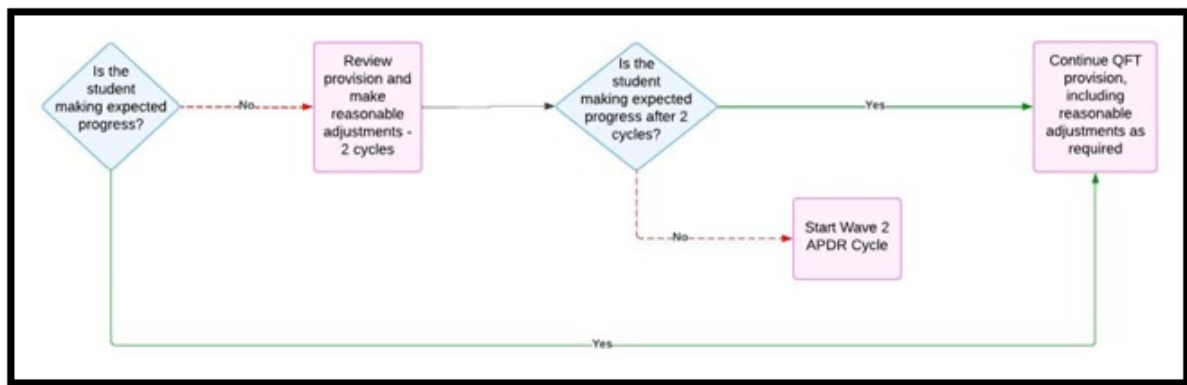 Is the
student
making expected
progress?
No
Review
provision and
make
reasonable
adjustments -
2 cycles
Is the
student
making expected
progress after 2
cycles?
Yes
Continue QFT
provision,
including
reasonable
adjustments as
required
No
Start Wave 2
APDR Cycle
Yes